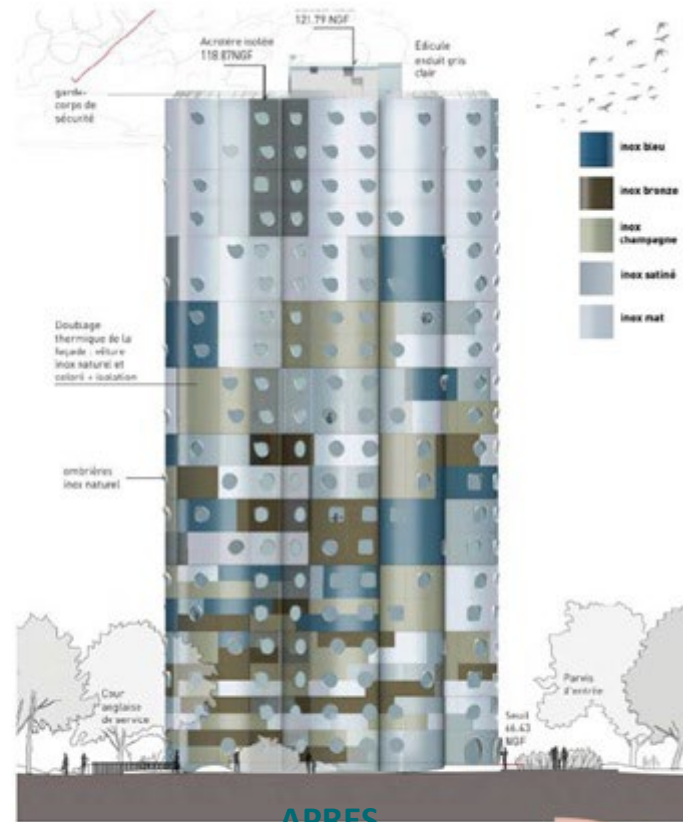 121.79 NGF
Acrotère isolée
118.87NGF
Edicule
enduit gris
clair
garde-
corps de
sécurité
inox bleu
inox bronze
inox
champagne
inox satiné
inox mat
Doublage
thermique de la
façade : vêture
inox naturel et
coloré + isolation
ombrières
inox naturel
Cour
anglaise
de service
Parvis
d'entrée
Seuil
66.63
NGF
APRES